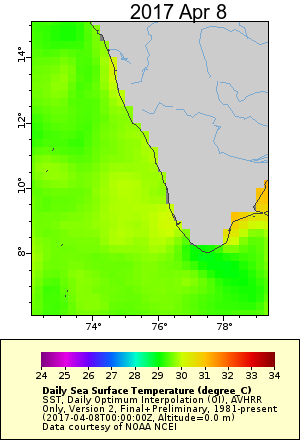 2017 Apr 8
14°
12°
10°
8°
74°
76°
78°
24 25 26 27 28 29 30 31 32 33 34
Daily Sea Surface Temperature (degree_C)
SST, Daily Optimum Interpolation (OI), AVHRR
Only, Version 2, Final+Preliminary, 1981-present
(2017-04-08T00:00:00Z, Altitude=0.0 m)
Data courtesy of NOAA NCEI